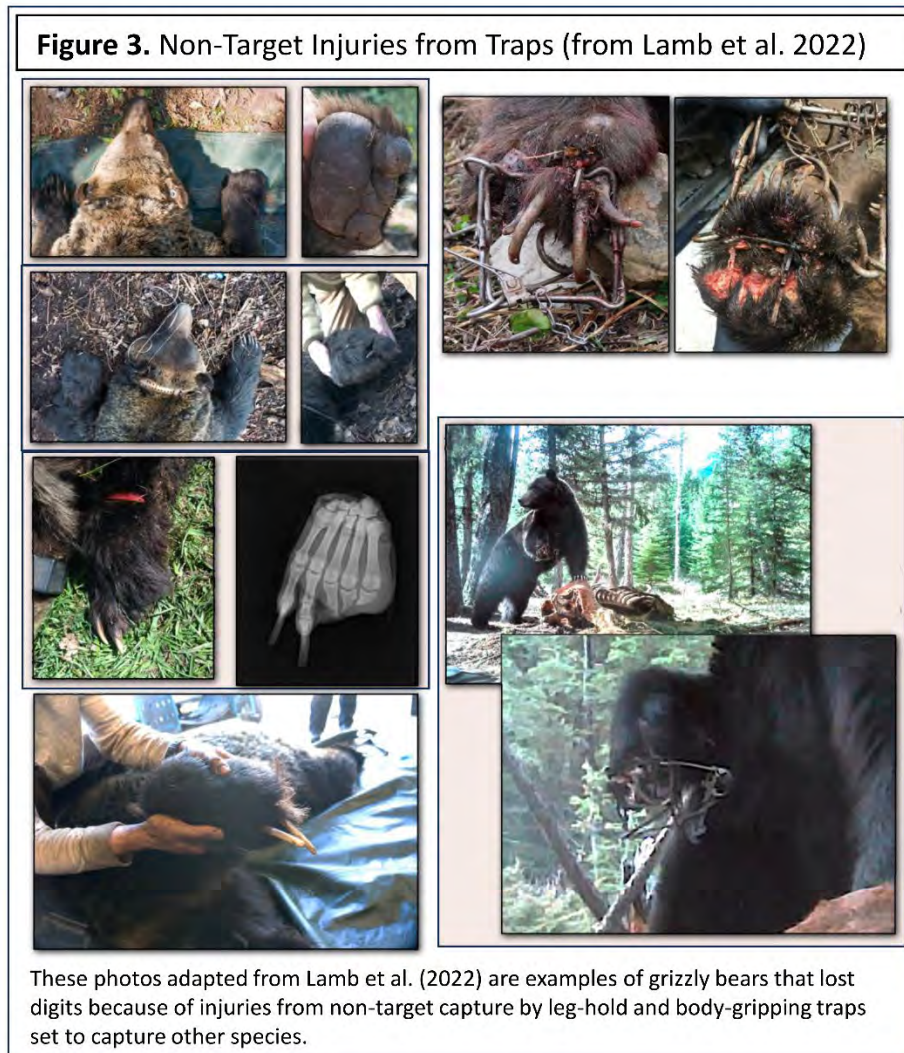 Figure 3. Non-Target Injuries from Traps (from Lamb et al. 2022)
These photos adapted from Lamb et al. (2022) are examples of grizzly bears that lost
digits because of injuries from non-target capture by leg-hold and body-gripping traps
set to capture other species.